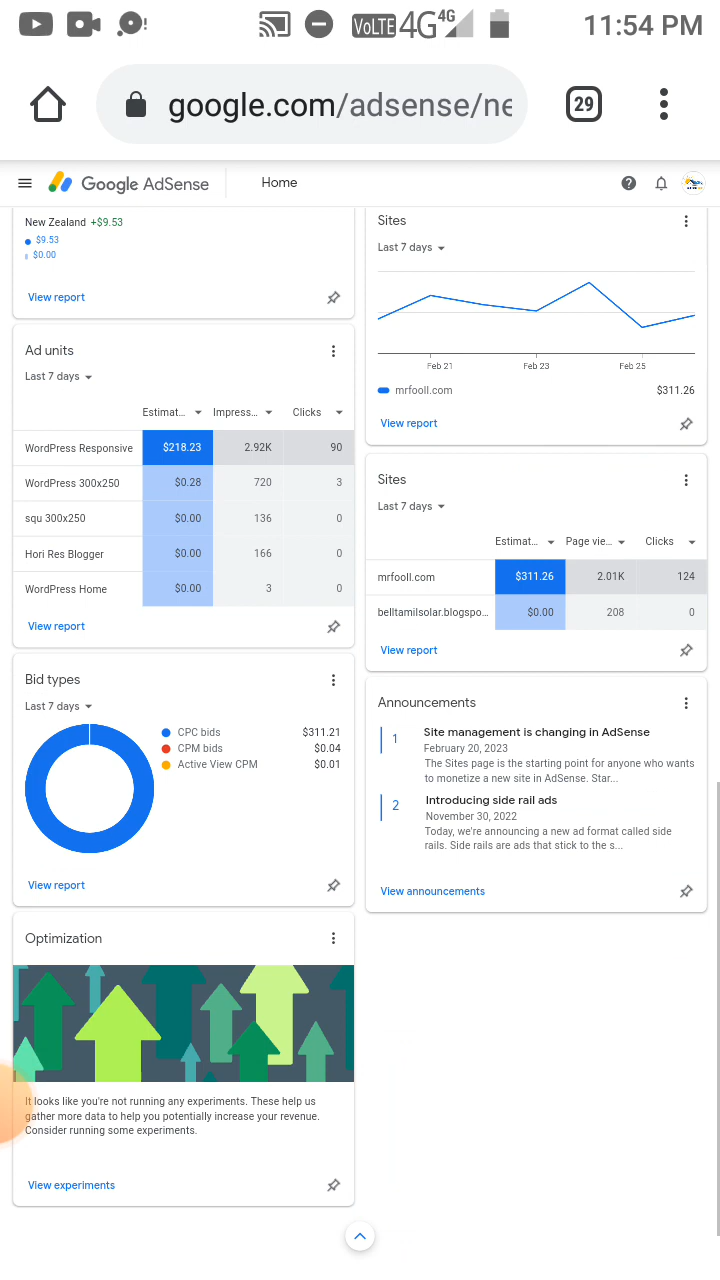 VoLTE 4G 4G 11:54 PM
google.com/adsense/ne
29
Google AdSense Home
New Zealand +$9.53
$9.53
$0.00
View report
Ad units
Last 7 days
Estimat... Impress... Clicks
WordPress Responsive $218.23 2.92K 90
WordPress 300x250 $0.28 720 3
squ 300x250 $0.00 136 0
Hori Res Blogger $0.00 166 0
WordPress Home $0.00 3 0
View report
Bid types
Last 7 days
CPC bids $311.21
CPM bids $0.04
Active View CPM $0.01
View report
Optimization
It looks like you're not running any experiments. These help us
gather more data to help you potentially increase your revenue.
Consider running some experiments.
View experiments
Sites
Last 7 days
Feb 21 Feb 23 Feb 25
mrfooll.com $311.26
View report
Sites
Last 7 days
Estimat... Page vie... Clicks
mrfooll.com $311.26 2.01K 124
belltamilsolar.blogspo... $0.00 208 0
View report
Announcements
1 Site management is changing in AdSense
February 20, 2023
The Sites page is the starting point for anyone who wants
to monetize a new site in AdSense. Star...
2 Introducing side rail ads
November 30, 2022
Today, we're announcing a new ad format called side
rails. Side rails are ads that stick to the s...
View announcements